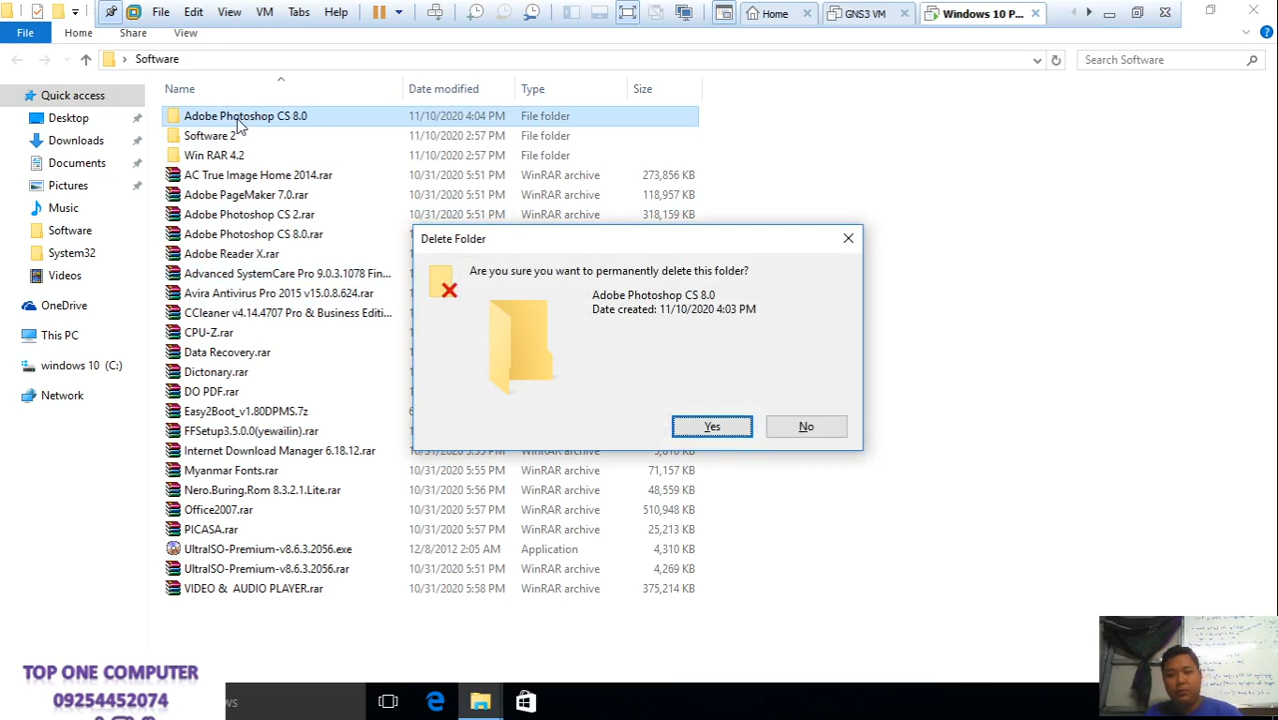 File Edit View VM Tabs Help Home GNS3 VM Windows 10 P...
File Home Share View
Software Search Software
Name Date modified Type Size
Quick access
Desktop
Downloads
Documents
Pictures
Music
Software
System32
Videos
OneDrive
This PC
windows 10 (C:)
Network
Adobe Photoshop CS 8.0 11/10/2020 4:04 PM File folder
Software 2 11/10/2020 2:57 PM File folder
Win RAR 4.2 11/10/2020 2:57 PM File folder
AC True Image Home 2014.rar 10/31/2020 5:51 PM WinRAR archive 273,856 KB
Adobe PageMaker 7.0.rar 10/31/2020 5:51 PM WinRAR archive 118,957 KB
Adobe Photoshop CS 2.rar 10/31/2020 5:51 PM WinRAR archive 318,159 KB
Adobe Photoshop CS 8.0.rar
Adobe Reader X.rar
Advanced SystemCare Pro 9.0.3.1078 Fin...
Avira Antivirus Pro 2015 v15.0.8.624.rar
CCleaner v4.14.4707 Pro & Business Editi...
CPU-Z.rar
Data Recovery.rar
Dictonary.rar
DO PDF.rar
Easy2Boot_v1.80DPMS.7z
FFSetup3.5.0.0(yewailin).rar
Internet Download Manager 6.18.12.rar 10/31/2020 5:55 PM WinRAR archive 5,810 KB
Myanmar Fonts.rar 10/31/2020 5:55 PM WinRAR archive 71,157 KB
Nero.Buring.Rom 8.3.2.1.Lite.rar 10/31/2020 5:56 PM WinRAR archive 48,559 KB
Office2007.rar 10/31/2020 5:55 PM WinRAR archive 510,948 KB
PICASA.rar 10/31/2020 5:55 PM WinRAR archive 25,213 KB
UltraISO-Premium-v8.6.3.2056.exe 12/8/2012 2:05 AM Application 4,310 KB
UltraISO-Premium-v8.6.3.2056.rar 10/31/2020 5:55 PM WinRAR archive 4,269 KB
VIDEO & AUDIO PLAYER.rar 10/31/2020 5:58 PM WinRAR archive 375,214 KB
Delete Folder
Are you sure you want to permanently delete this folder?
Adobe Photoshop CS 8.0
Date created: 11/10/2020 4:03 PM
Yes No
TOP ONE COMPUTER
09254452074